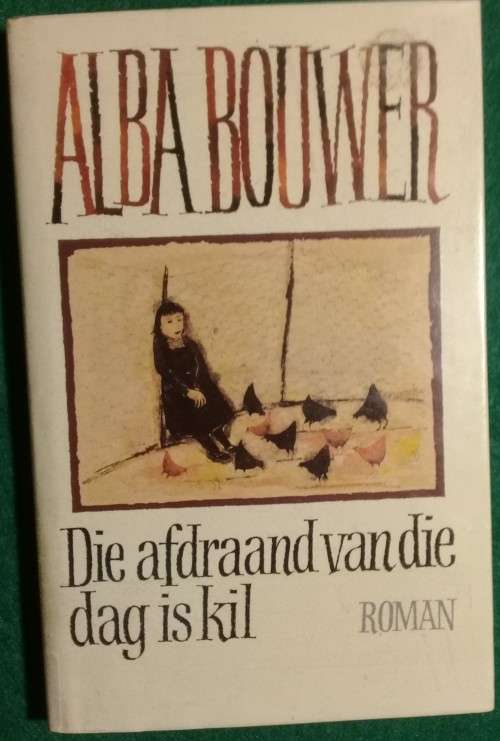 ALBA BOUWER
Die afdraand van die
dag is kil
ROMAN